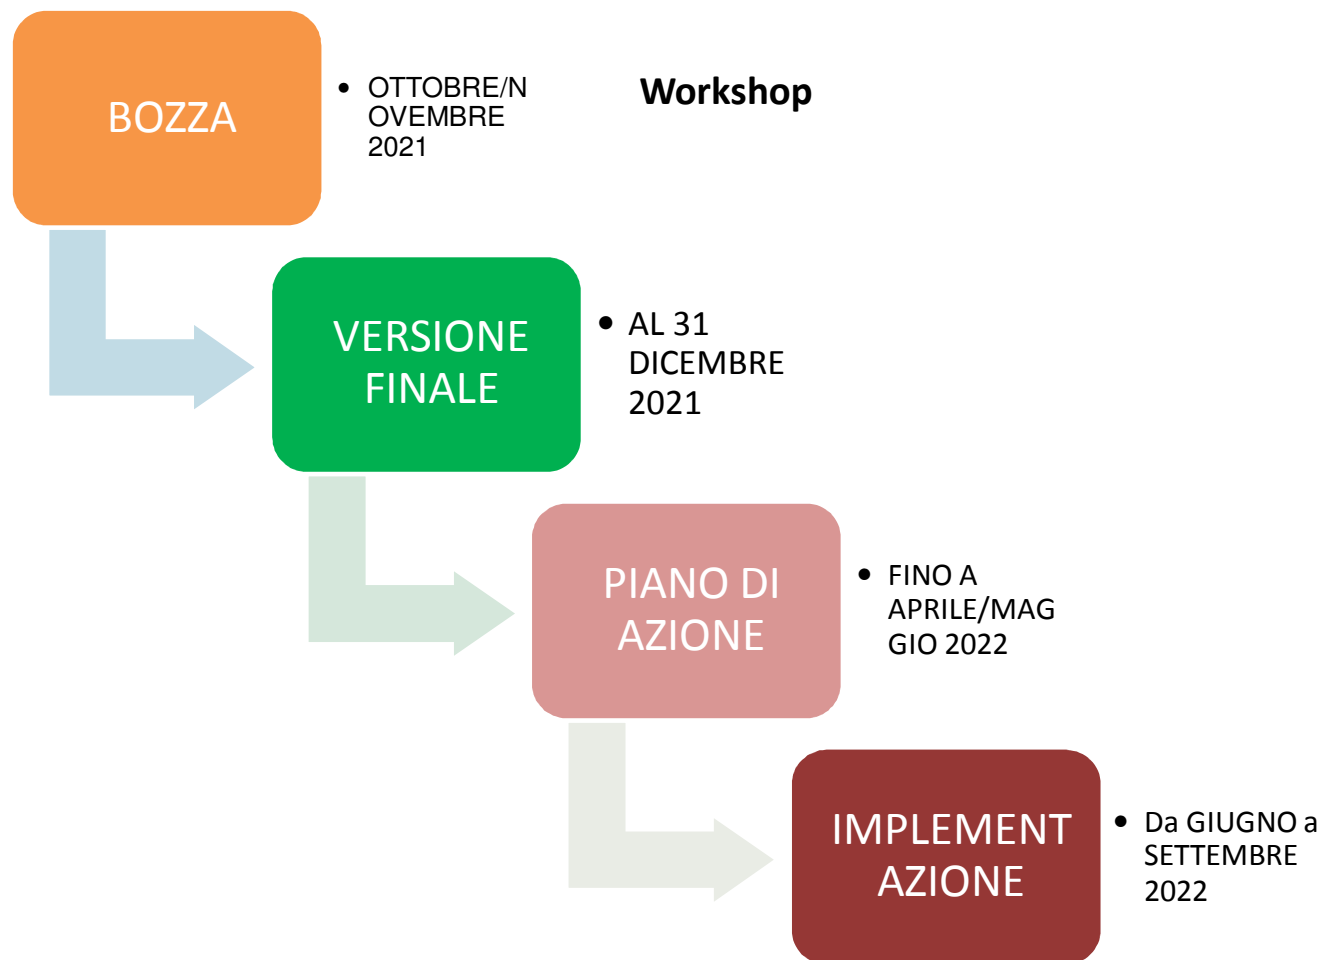 BOZZA
• OTTOBRE/N
OVEMBRE
2021
Workshop
VERSIONE
FINALE
• AL 31
DICEMBRE
2021
PIANO DI
AZIONE
• FINO A
APRILE/MAG
GIO 2022
IMPLEMENT
AZIONE
• Da GIUGNO a
SETTEMBRE
2022